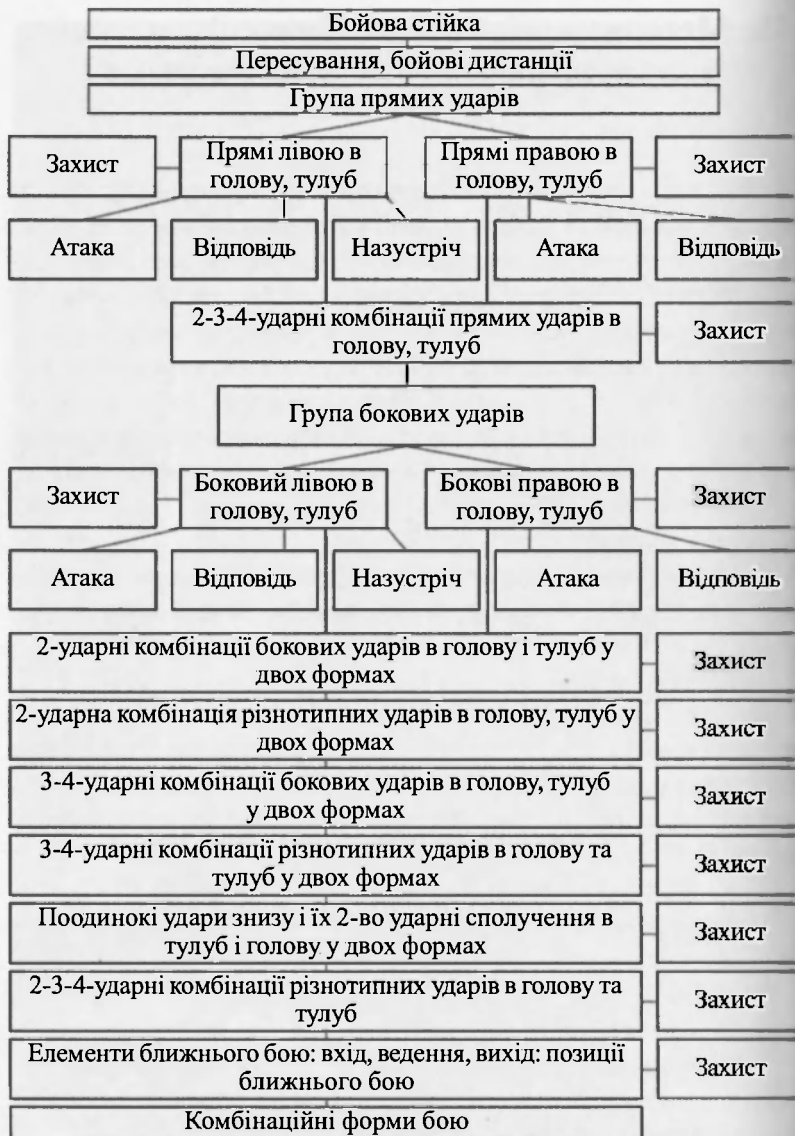 Бойова стійка
Пересування, бойові дистанції
Група прямих ударів
Захист
Прямі лівою в
голову, тулуб
Прямі правою в
голову, тулуб
Захист
Атака
Відповідь
Назустріч
Атака
Відповідь
2-3-4-ударні комбінації прямих ударів в
голову, тулуб
Захист
Група бокових ударів
Захист
Боковий лівою в
голову, тулуб
Бокові правою в
голову, тулуб
Захист
Атака
Відповідь
Назустріч
Атака
Відповідь
2-ударні комбінації бокових ударів в голову і тулуб у
двох формах
Захист
2-ударна комбінація різнотипних ударів в голову, тулуб у
двох формах
Захист
3-4-ударні комбінації бокових ударів в голову, тулуб
у двох формах
Захист
3-4-ударні комбінації різнотипних ударів в голову та
тулуб у двох формах
Захист
Поодинокі удари знизу і їх 2-во ударні сполучення в
тулуб і голову у двох формах
Захист
2-3-4-ударні комбінації різнотипних ударів в голову та
тулуб
Захист
Елементи ближнього бою: вхід, ведення, вихід: позиції
ближнього бою
Захист
Комбінаційні форми бою